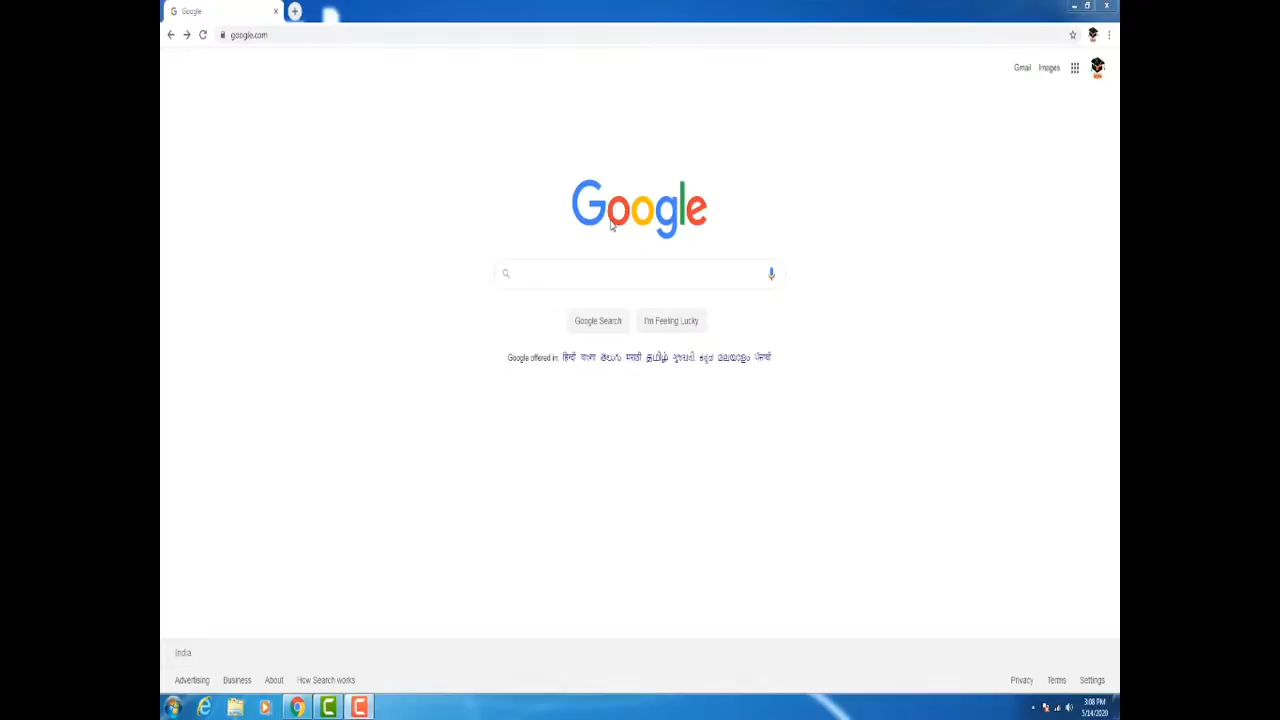 Google
google.com
Gmail Images
Google
Google Search I'm Feeling Lucky
Google offered in: हिन्दी বাংলা తెలుగు मराठी தமிழ் ગુજરાતી ಕನ್ನಡ മലയാളം ਪੰਜਾਬੀ
India
Advertising Business About How Search works Privacy Terms Settings
3:08 PM
5/14/2020